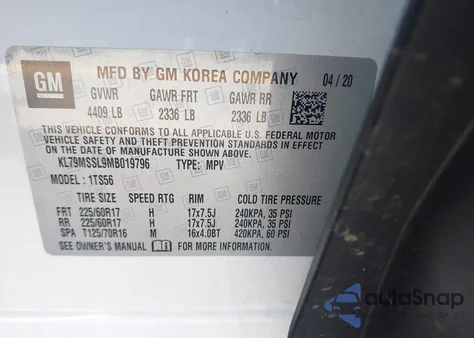 GM
MFD BY GM KOREA COMPANY 04 / 20
GVWR GAWR FRT GAWR RR
4409 LB 2336 LB 2336 LB
THIS VEHICLE CONFORMS TO ALL APPLICABLE U.S. FEDERAL MOTOR
VEHICLE SAFETY AND THEFT PREVENTION STANDARDS IN EFFECT
ON THE DATE OF MANUFACTURE SHOWN ABOVE.
KL79MSSL9MB019796 TYPE: MPV
MODEL: 1TS56
TIRE SIZE SPEED RTG RIM COLD TIRE PRESSURE
FRT 225/60R17 H 17x7.5J 240KPA, 35 PSI
RR 225/60R17 H 17x7.5J 240KPA, 35 PSI
SPA T125/70R16 M 16x4.0BT 420KPA, 60 PSI
SEE OWNER'S MANUAL FOR MORE INFORMATION.
autoSnap